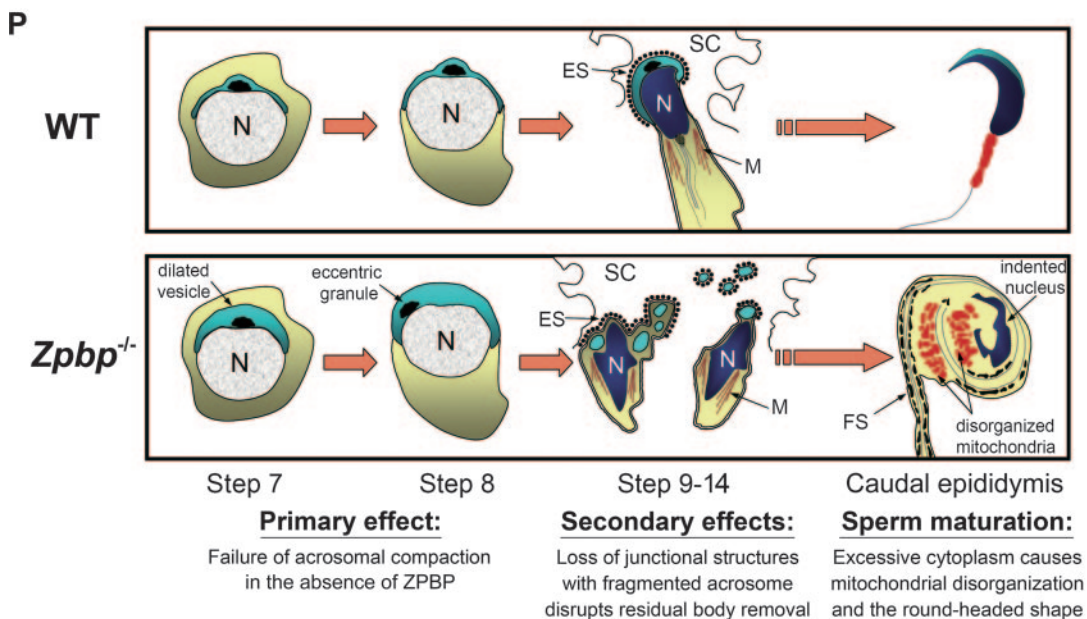 P
WT
N
N
ES
SC
N
M
Zpbp-/-
dilated
vesicle
N
eccentric
granule
N
SC
ES
N
N
M
indented
nucleus
FS
disorganized
mitochondria
Step 7
Step 8
Step 9-14
Caudal epididymis
Primary effect:
Failure of acrosomal compaction
in the absence of ZPBP
Secondary effects:
Loss of junctional structures
with fragmented acrosome
disrupts residual body removal
Sperm maturation:
Excessive cytoplasm causes
mitochondrial disorganization
and the round-headed shape